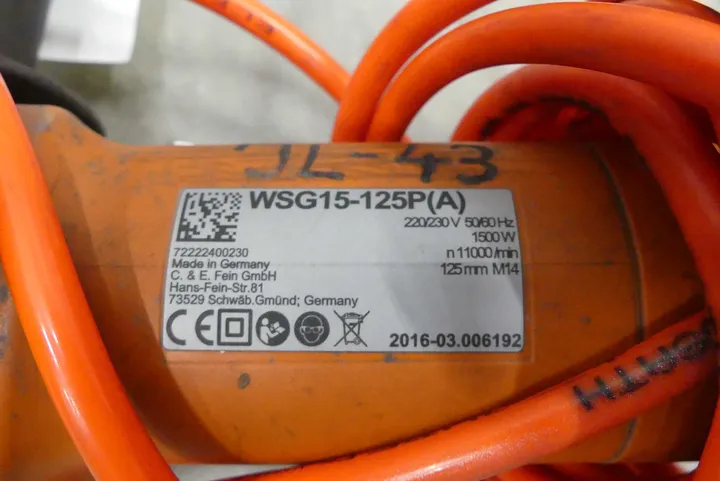 JL-43
WSG15-125P(A)
220/230 V 50/60 Hz
1500 W
n 11000/min
125 mm M14
72222400230
Made in Germany
C. & E. Fein GmbH
Hans-Fein-Str.81
73529 Schwäb.Gmünd; Germany
CE
2016-03.006192